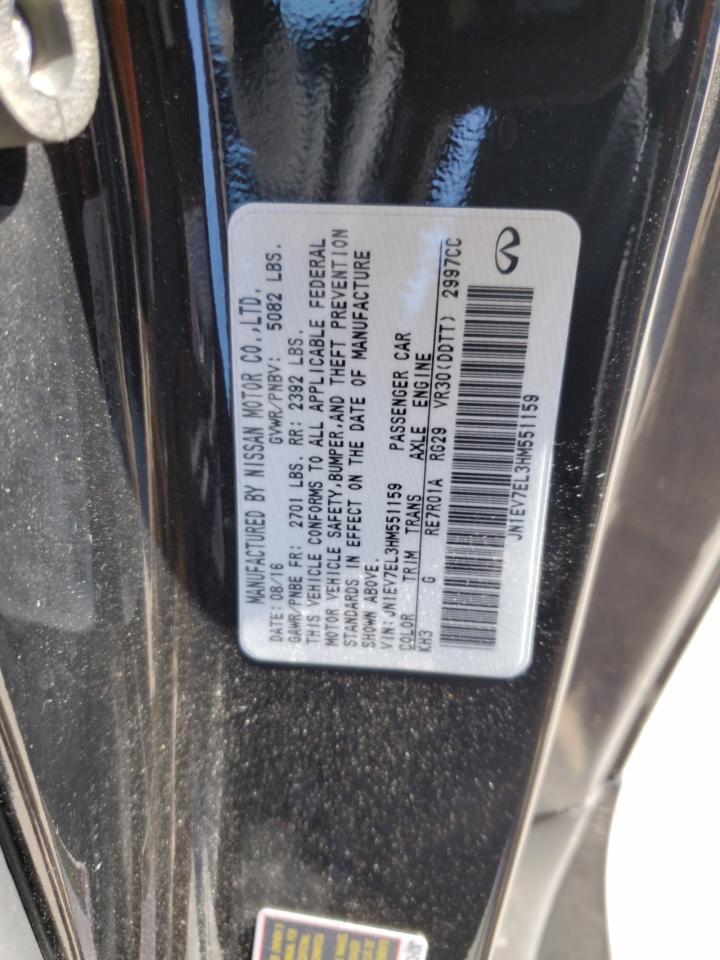 MANUFACTURED BY NISSAN MOTOR CO.,LTD.
DATE: 08/16 GVWR/PNBV: 5082 LBS.
GAWR/PNBE FR: 2701 LBS. RR: 2392 LBS.
THIS VEHICLE CONFORMS TO ALL APPLICABLE FEDERAL
MOTOR VEHICLE SAFETY,BUMPER,AND THEFT PREVENTION
STANDARDS IN EFFECT ON THE DATE OF MANUFACTURE
SHOWN ABOVE.
VIN:JN1EV7EL3HM551159 PASSENGER CAR
COLOR TRIM TRANS AXLE ENGINE
KH3 G RE7R01A RG29 VR30(DDTT) 2997CC
JN1EV7EL3HM551159